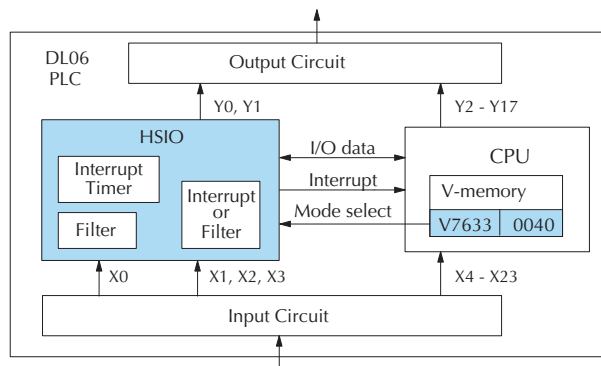 DL06
PLC
Output Circuit
Y0, Y1
Y2 - Y17
HSIO
Interrupt
Timer
Filter
Interrupt
or
Filter
I/O data
Interrupt
Mode select
CPU
V-memory
V7633 0040
X0
X1, X2, X3
X4 - X23
Input Circuit